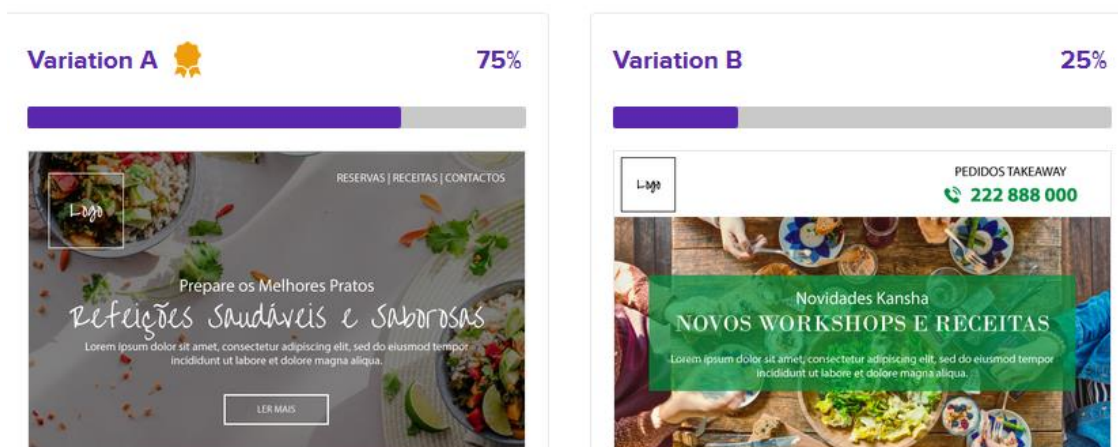 Variation A
75%
Logo
RESERVAS | RECEITAS | CONTACTOS
Prepare os Melhores Pratos
Refeições Saudáveis e Saborosas
Lorem ipsum dolor sit amet, consectetur adipiscing elit, sed do eiusmod tempor
incididunt ut labore et dolore magna aliqua.
LER MAIS
Variation B
25%
Logo
PEDIDOS TAKEAWAY
222 888 000
Novidades Kansha
NOVOS WORKSHOPS E RECEITAS
Lorem ipsum dolor sit amet, consectetur adipiscing elit, sed do eiusmod tempor
incididunt ut labore et dolore magna aliqua.